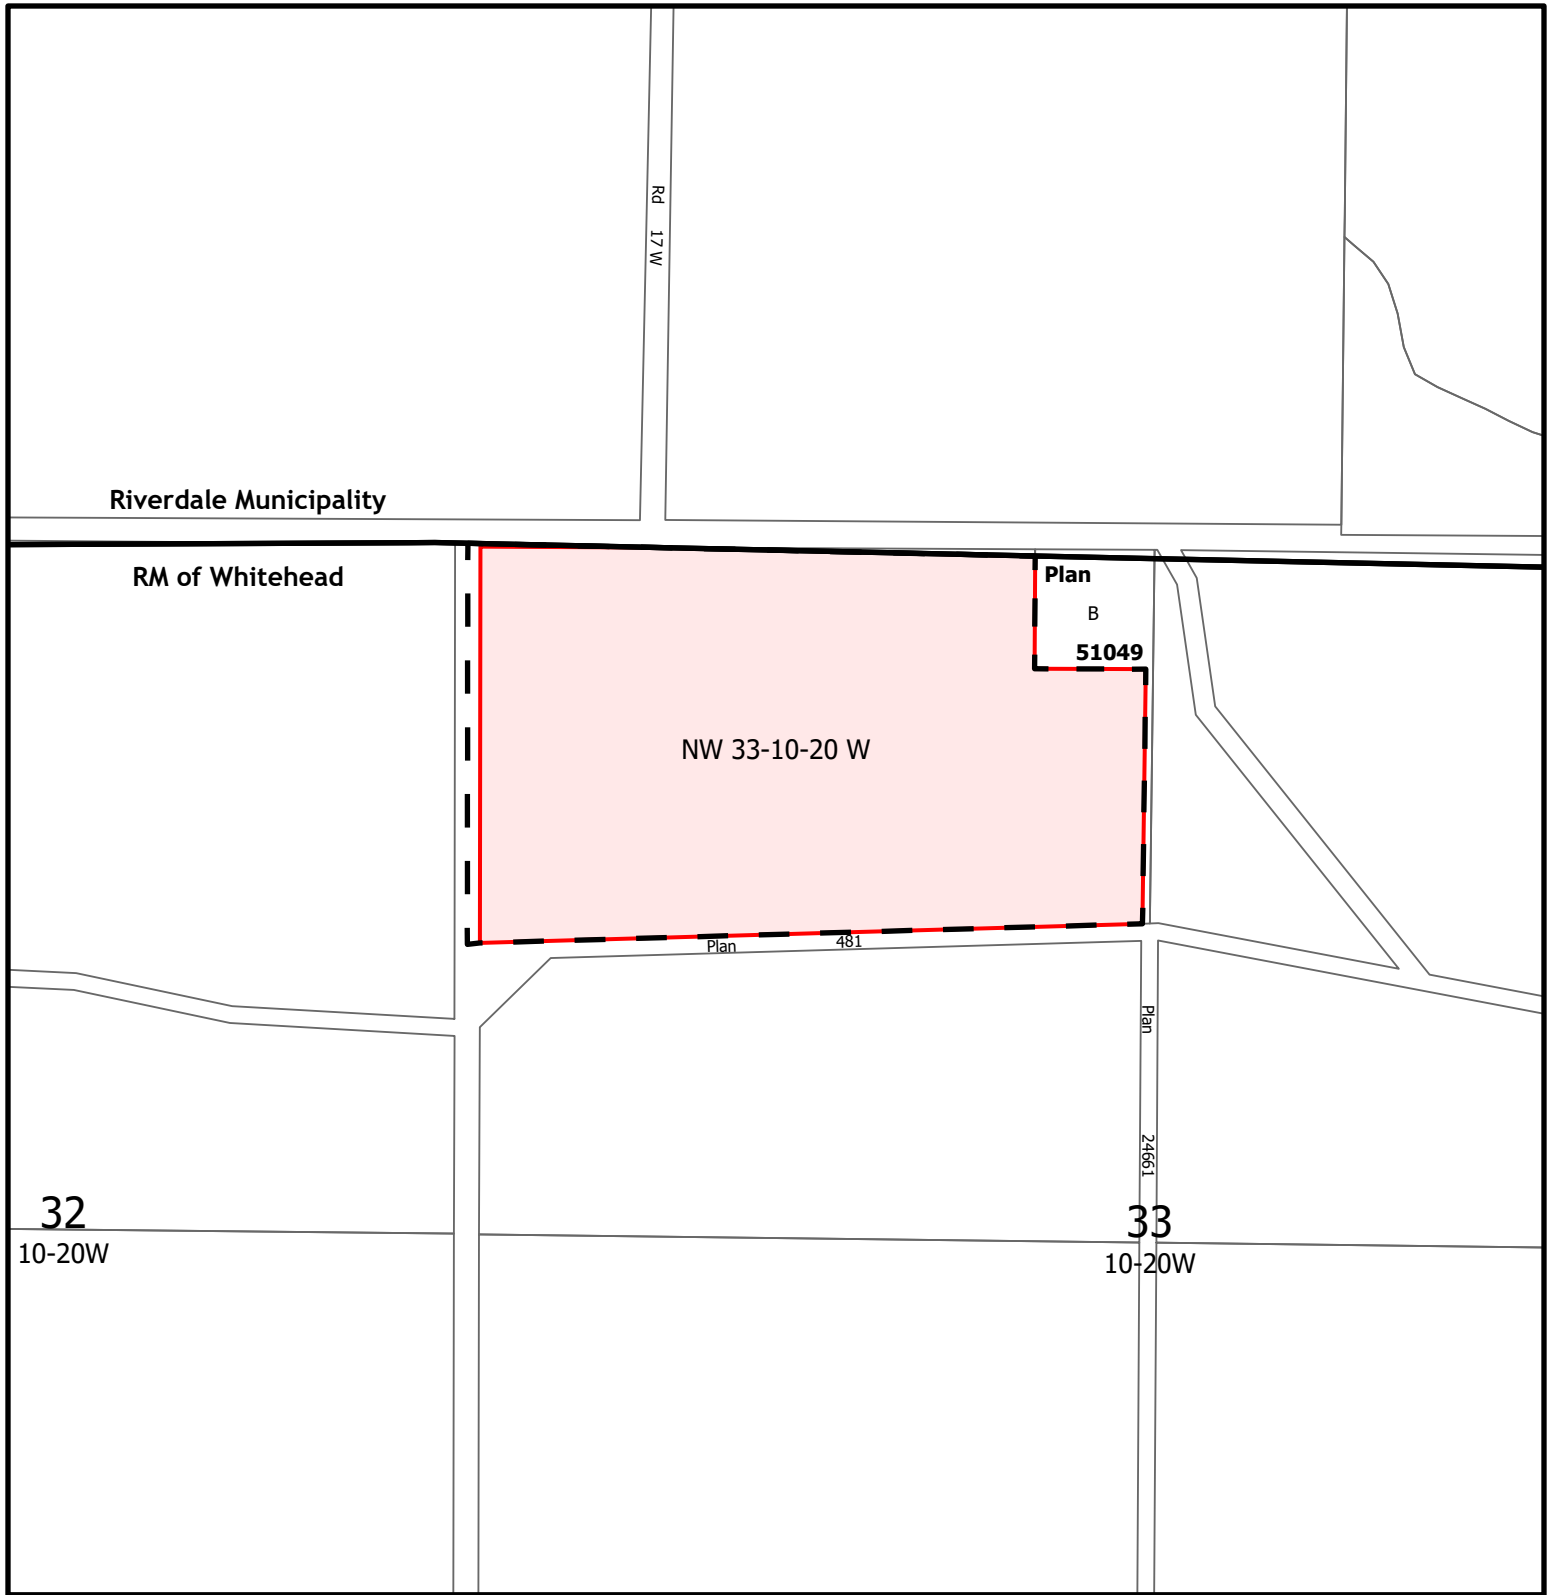 Rd 17 W
Riverdale Municipality
RM of Whitehead
Plan
B
51049
NW 33-10-20 W
Plan 481
Plan 24661
32
10-20W
33
10-20W